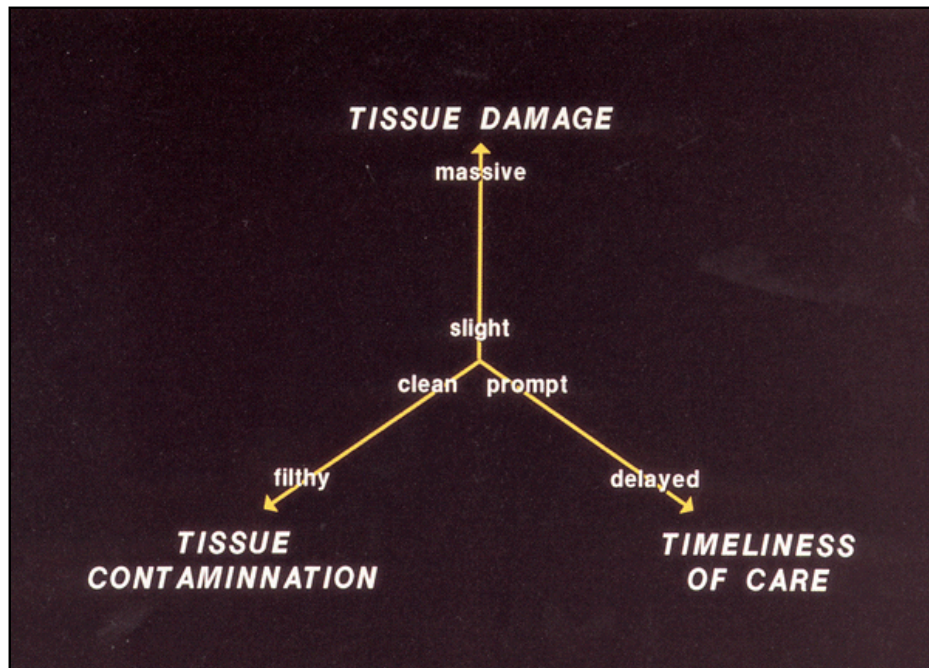 TISSUE DAMAGE
massive
slight
clean prompt
filthy delayed
TISSUE
CONTAMINNATION
TIMELINESS
OF CARE